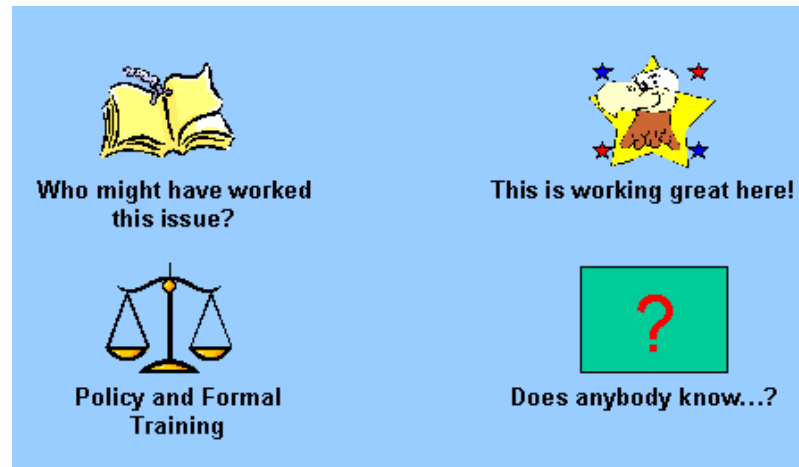 Who might have worked
this issue?
This is working great here!
Policy and Formal
Training
?
Does anybody know...?